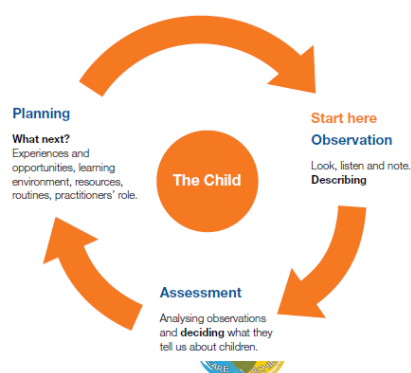 Planning
What next?
Experiences and
opportunities, learning
environment, resources,
routines, practitioners' role.
The Child
Start here
Observation
Look, listen and note.
Describing
Assessment
Analysing observations
and deciding what they
tell us about children.